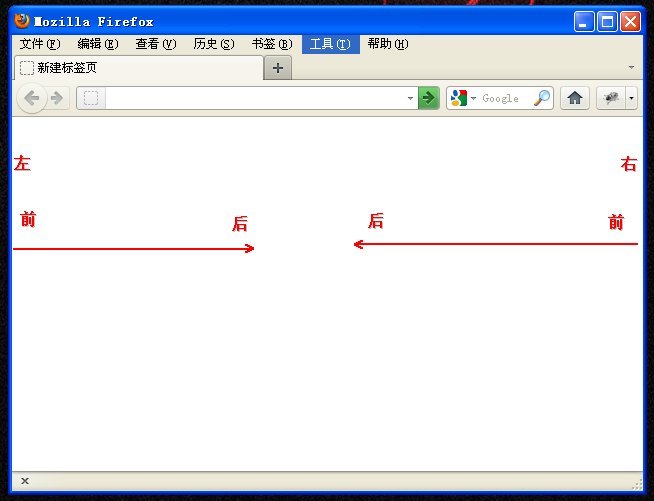 Mozilla Firefox
文件(F) 编辑(E) 查看(V) 历史(S) 书签(B) 工具(T) 帮助(H)
新建标签页
Google
左 右
前 后 后 前